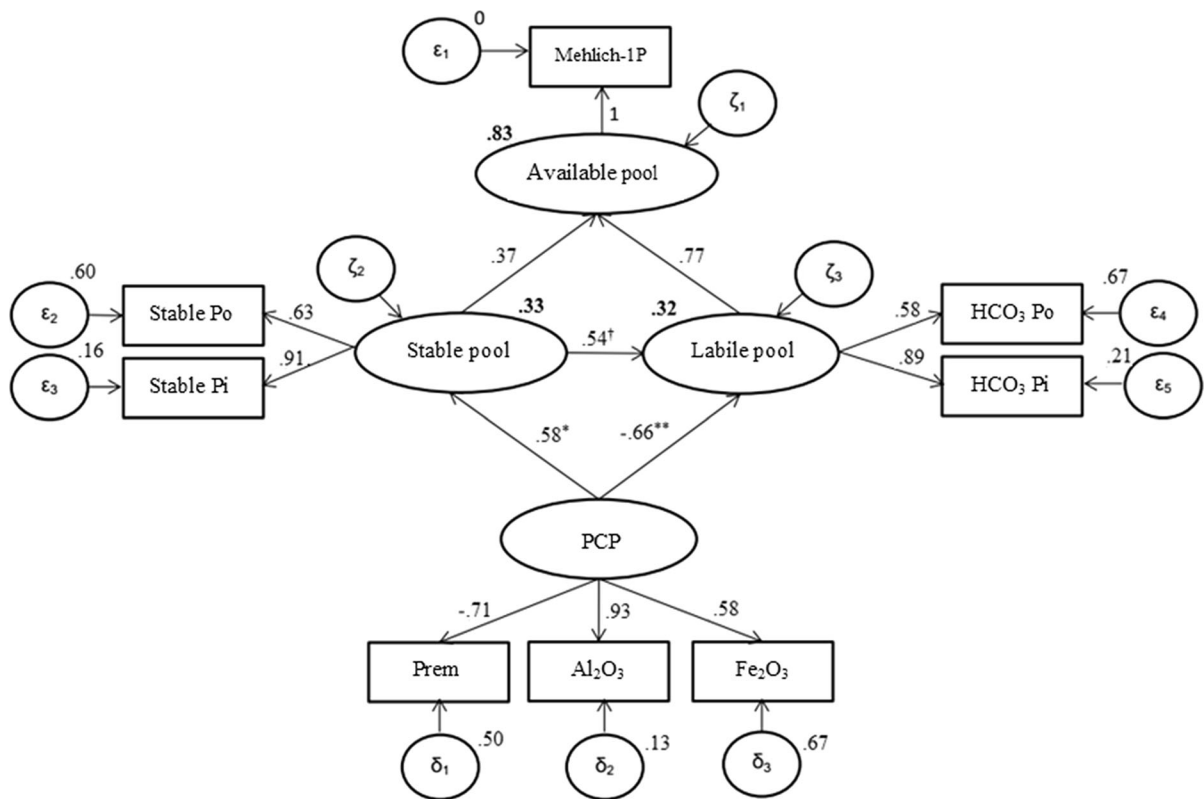 0
ε₁
Mehlich-1P
ζ₁
1
.83
Available pool
.37
.77
ζ₂
ζ₃
.60
ε₂
Stable Po
.63
.33
.32
.58
HCO₃ Po
.67
ε₄
Stable pool
.54†
Labile pool
.16
ε₃
Stable Pi
.91
.89
HCO₃ Pi
.21
ε₅
.58*
-.66**
PCP
-.71
.93
.58
Prem
Al₂O₃
Fe₂O₃
δ₁
.50
δ₂
.13
δ₃
.67